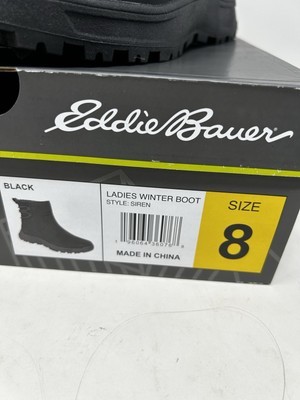 Eddie Bauer
BLACK
LADIES WINTER BOOT
STYLE: SIREN
SIZE
8
MADE IN CHINA